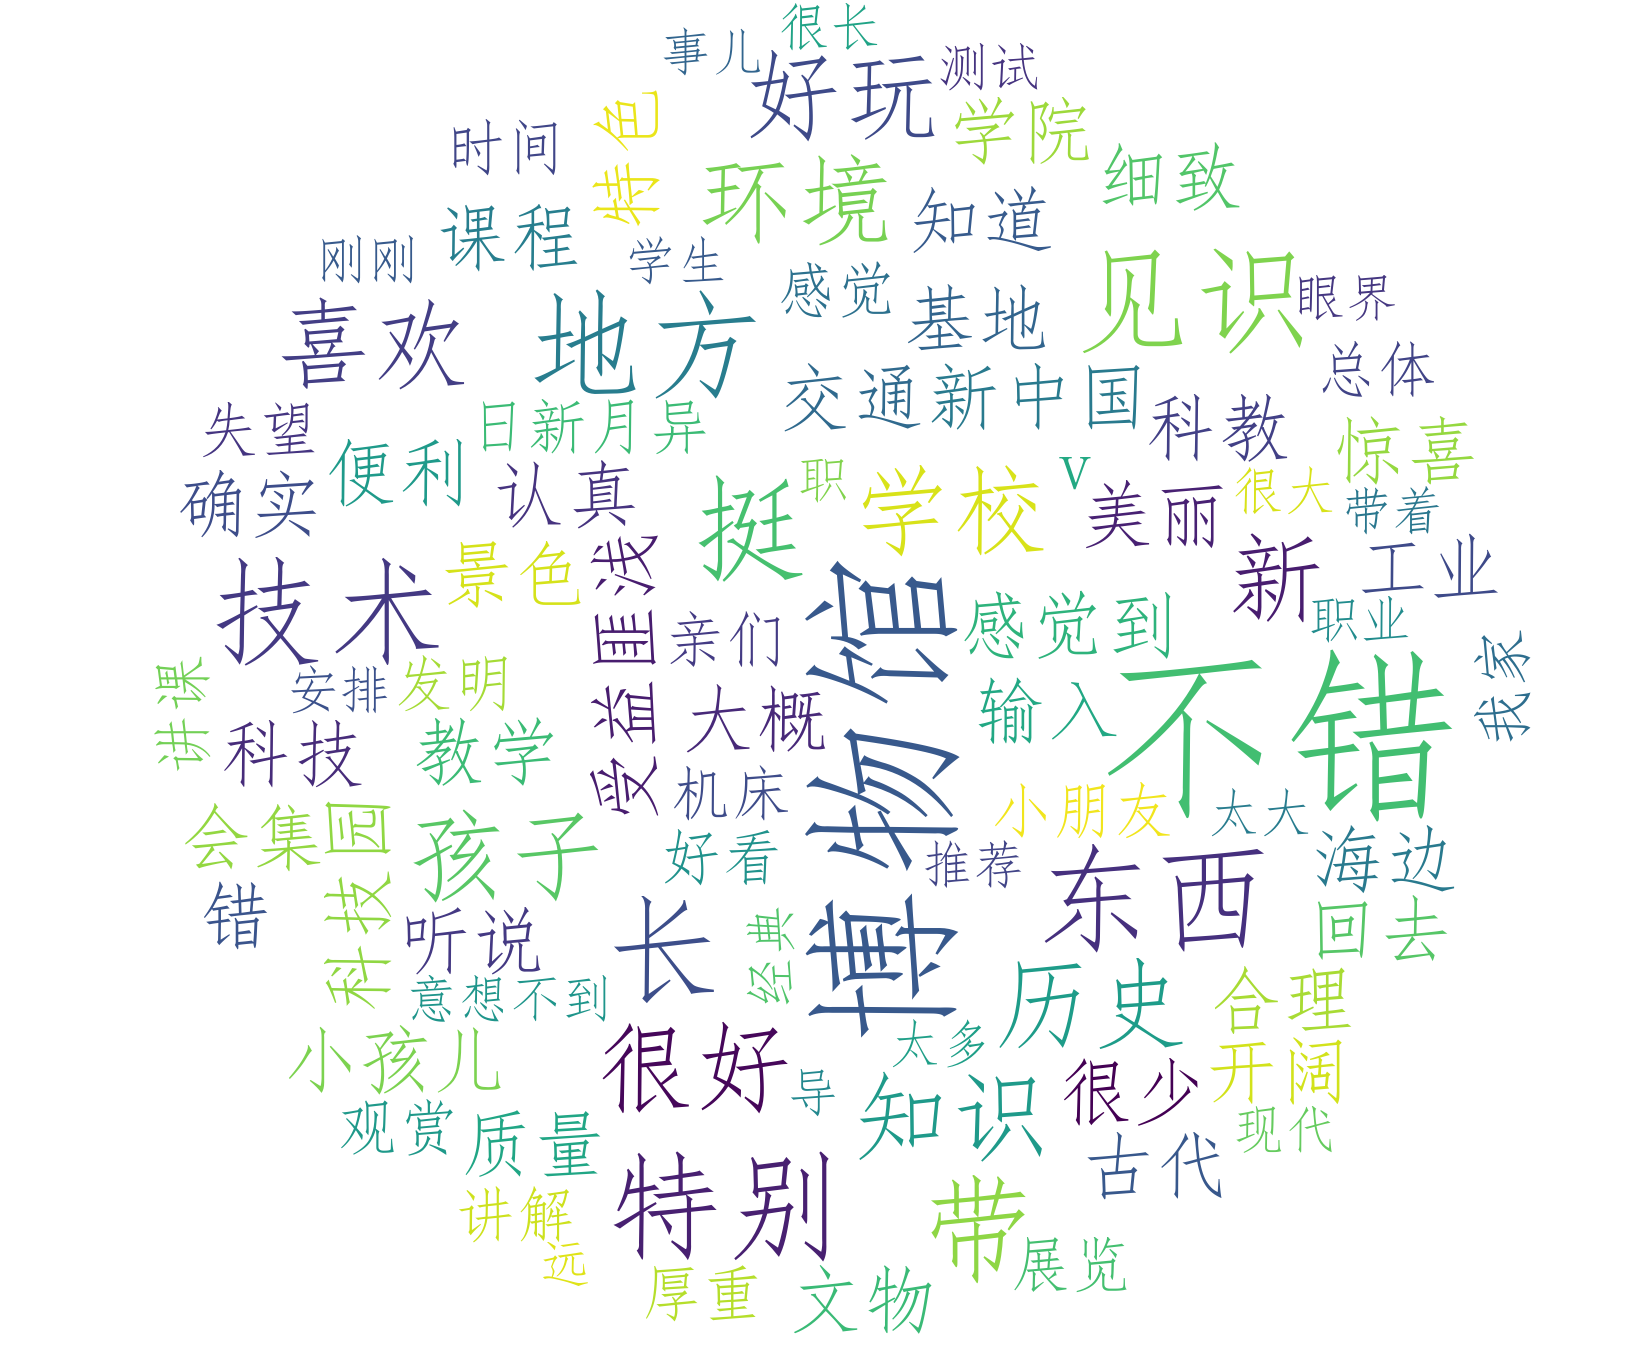 很长
事儿
好玩
测试
特色
学院
时间
环境
细致
课程
知道
刚刚
学生
感觉
基地
见识
眼界
喜欢
地方
总体
交通新中国
科教
失望
日新月异
便利
惊喜
确实
认真
职
学校
V
美丽
很大
带着
挺
景色
受益匪浅
博物馆
新
工业
技术
亲们
感觉到
职业
不错
我家
讲课
安排
发明
大概
输入
科技
教学
机床
小朋友
太大
会集
科技园
孩子
好看
推荐
东西
海边
错
听说
长
经典
回去
意想不到
历史
合理
小孩儿
很好
太多
开阔
导
知识
很少
观赏
质量
现代
古代
特别
带
讲解
远
展览
厚重
文物